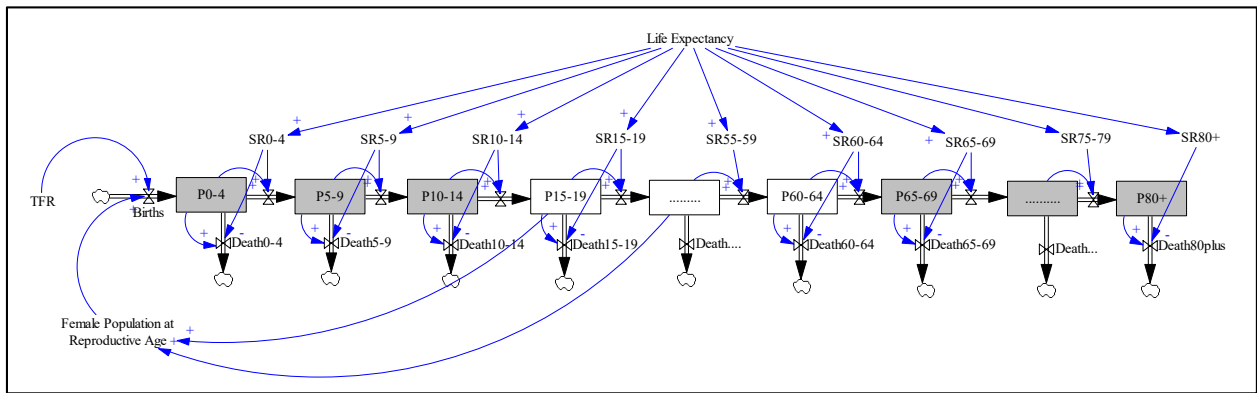 Life Expectancy
SR0-4
SR5-9
SR10-14
SR15-19
SR55-59
SR60-64
SR65-69
SR75-79
SR80+
TFR
Births
P0-4
P5-9
P10-14
P15-19
.........
P60-64
P65-69
..........
P80+
Death0-4
Death5-9
Death10-14
Death15-19
Death....
Death60-64
Death65-69
Death...
Death80plus
Female Population at
Reproductive Age